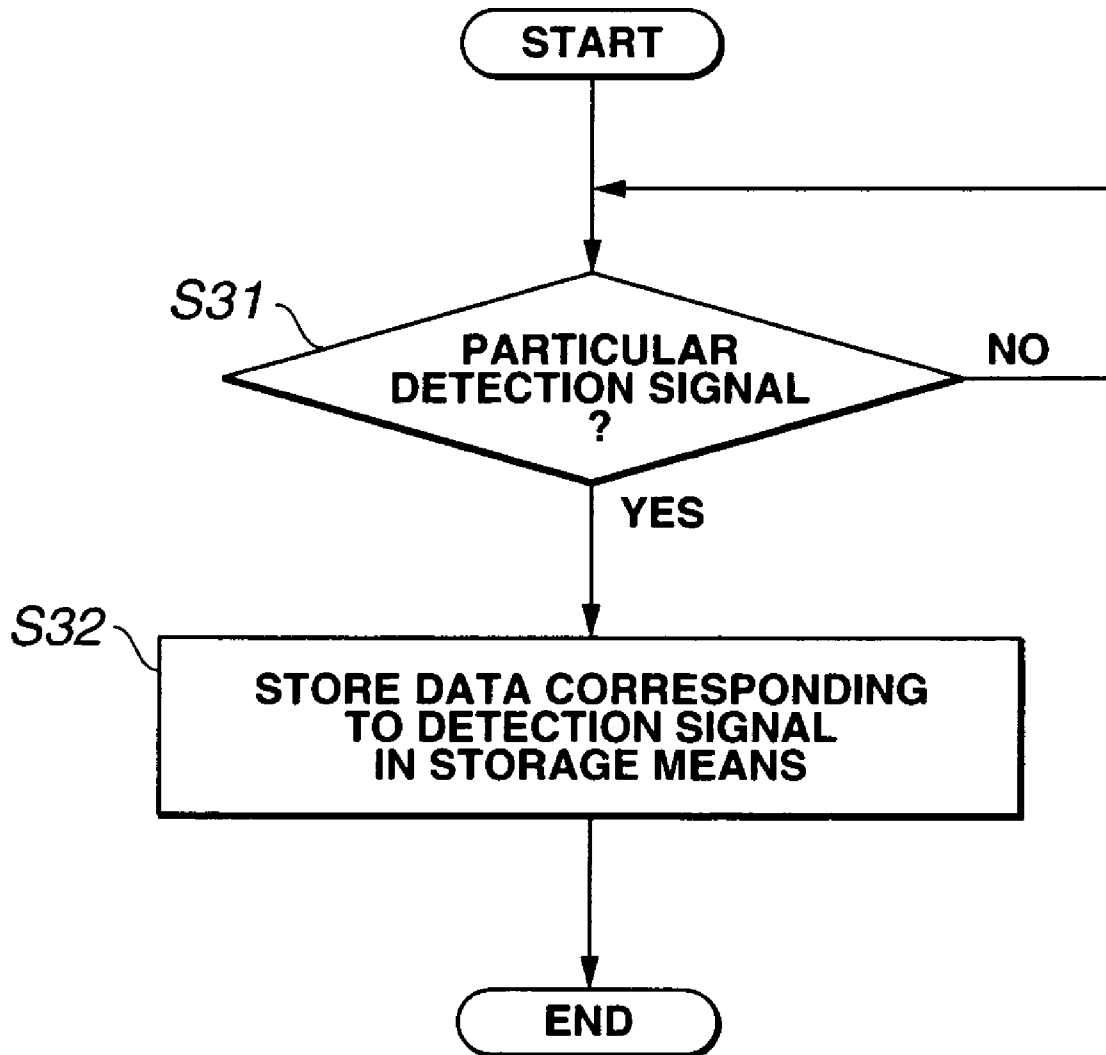 START
S31
PARTICULAR
DETECTION SIGNAL
?
NO
YES
S32
STORE DATA CORRESPONDING
TO DETECTION SIGNAL
IN STORAGE MEANS
END